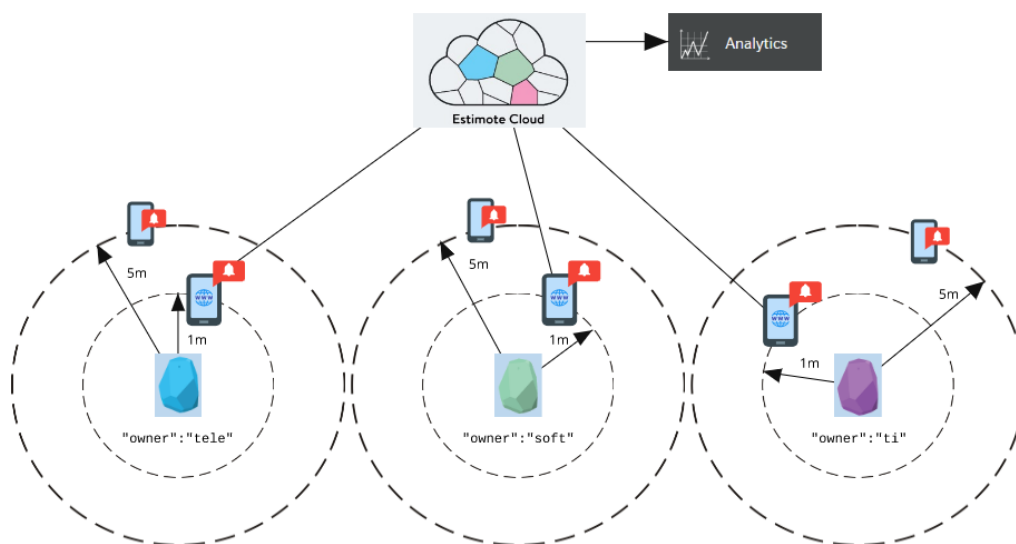 Analytics
Estimote Cloud
5m
www
1m
"owner":"tele"
5m
www
1m
"owner":"soft"
5m
www
1m
"owner":"ti"